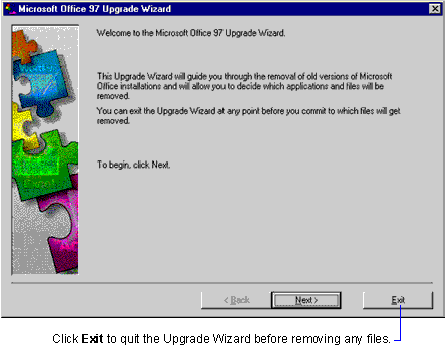 Microsoft Office 97 Upgrade Wizard
Welcome to the Microsoft Office 97 Upgrade Wizard.
This Upgrade Wizard will guide you through the removal of old versions of Microsoft
Office installations and will allow you to decide which applications and files will be
removed.
You can exit the Upgrade Wizard at any point before you commit to which files will get
removed.
To begin, click Next.
< Back
Next >
Exit
Click Exit to quit the Upgrade Wizard before removing any files.